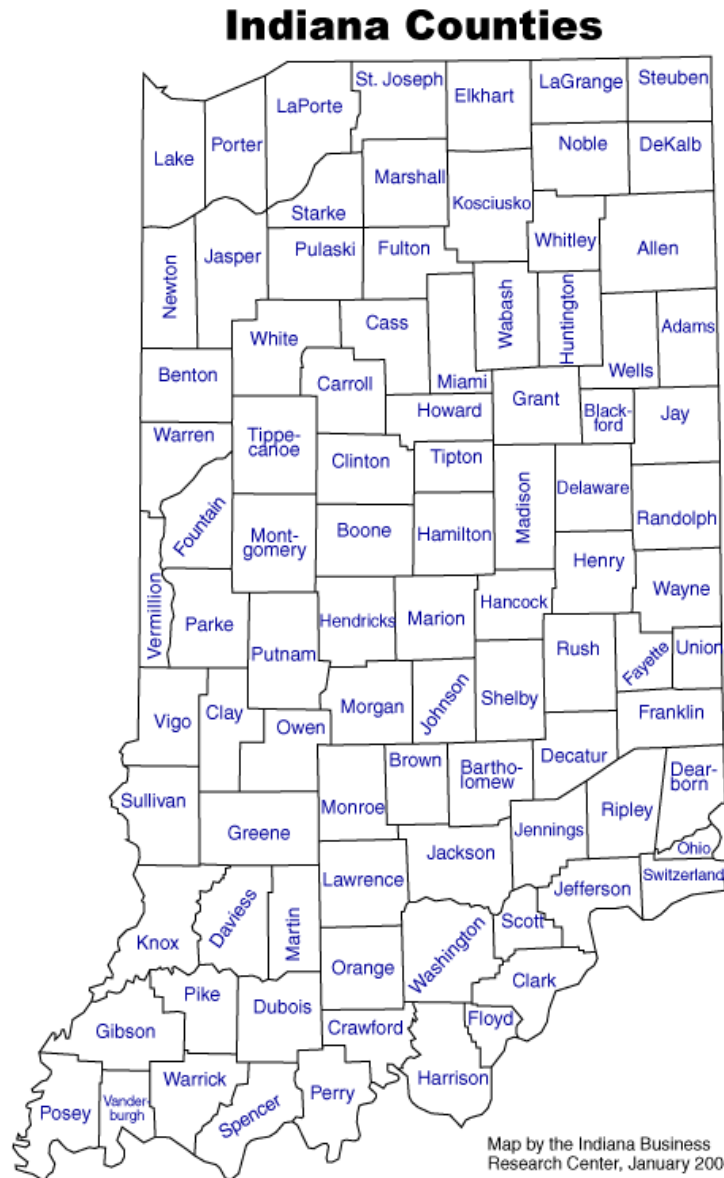 Indiana Counties
St. Joseph
LaGrange
Steuben
LaPorte
Elkhart
Porter
Lake
Noble
DeKalb
Marshall
Kosciusko
Starke
Whitley
Allen
Jasper
Pulaski
Fulton
Newton
Wabash
Huntington
White
Cass
Adams
Miami
Wells
Benton
Carroll
Grant
Howard
Black-
ford
Jay
Warren
Tippe-
canoe
Clinton
Tipton
Madison
Delaware
Fountain
Randolph
Mont-
gomery
Boone
Hamilton
Henry
Wayne
Vermillion
Hancock
Parke
Hendricks
Marion
Putnam
Rush
Fayette
Union
Vigo
Clay
Owen
Morgan
Johnson
Shelby
Franklin
Brown
Bartho-
lomew
Decatur
Dear-
born
Sullivan
Monroe
Ripley
Greene
Jennings
Jackson
Ohio
Lawrence
Jefferson
Switzerland
Knox
Daviess
Martin
Washington
Scott
Orange
Clark
Pike
Dubois
Gibson
Crawford
Floyd
Harrison
Posey
Vander-
burgh
Warrick
Spencer
Perry
Map by the Indiana Business
Research Center, January 200